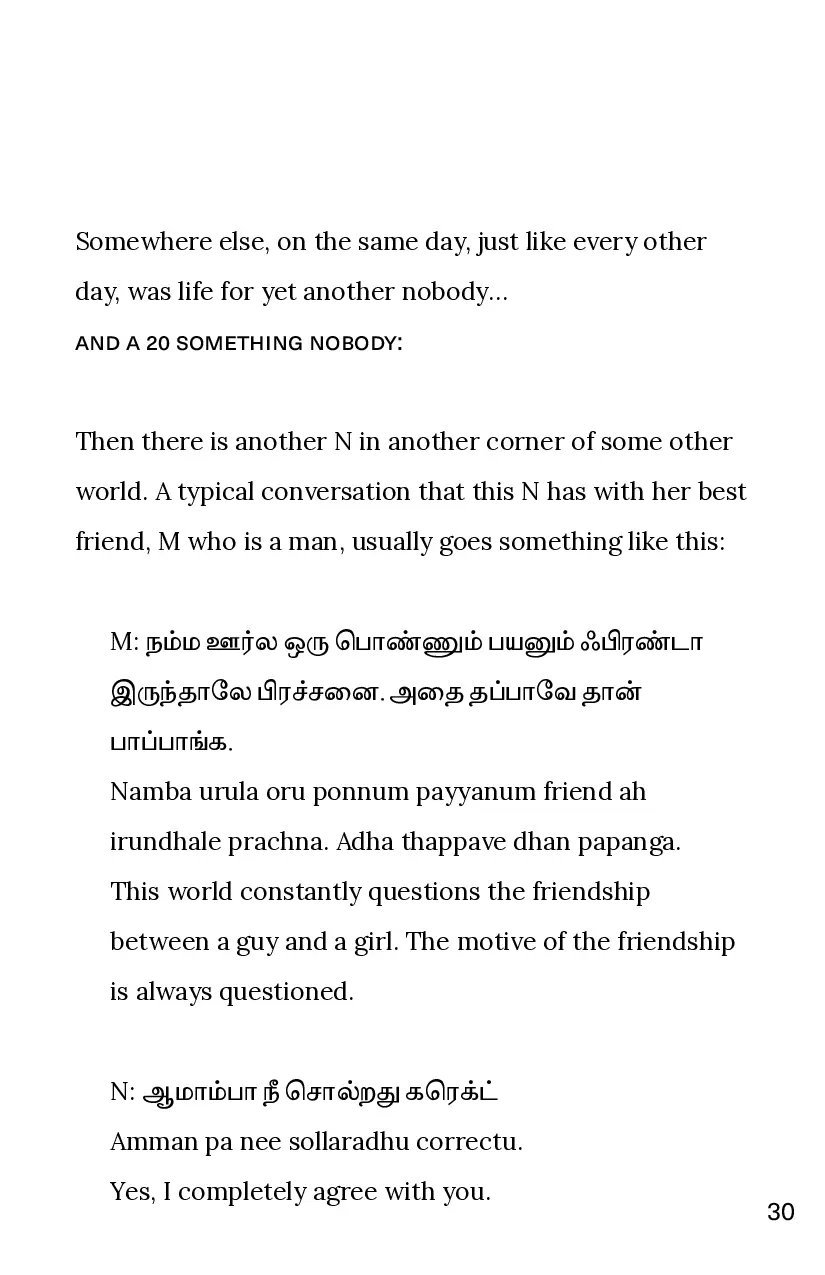 Somewhere else, on the same day, just like every other
day, was life for yet another nobody...
AND A 20 SOMETHING NOBODY:
Then there is another N in another corner of some other
world. A typical conversation that this N has with her best
friend, M who is a man, usually goes something like this:
M: நம்ம ஊர்ல ஒரு பொண்ணும் பயனும் ஃபிரண்டா
இருந்தாலே பிரச்சனை. அதை தப்பாவே தான்
பாப்பாங்க.
Namba urula oru ponnum payyanum friend ah
irundhale prachna. Adha thappave dhan papanga.
This world constantly questions the friendship
between a guy and a girl. The motive of the friendship
is always questioned.
N: ஆமாம்பா நீ சொல்றது கரெக்ட்
Amman pa nee sollaradhu correctu.
Yes, I completely agree with you.
30